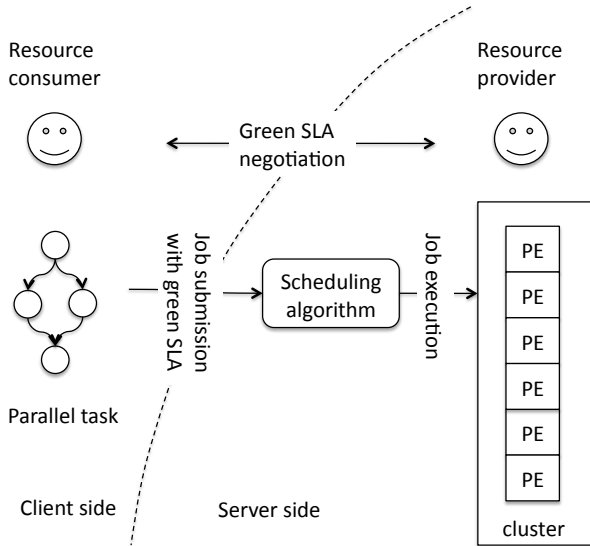 Resource
consumer
Resource
provider
Green SLA
negotiation
Job submission
with green SLA
Scheduling
algorithm
Job execution
PE
PE
PE
PE
PE
PE
Parallel task
Client side
Server side
cluster